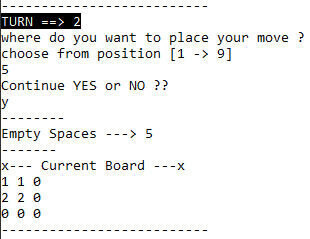 --------------------------
TURN ==> 2
where do you want to place your move ?
choose from position [1 -> 9]
5
Continue YES or NO ??
y
--------
Empty Spaces ---> 5
-------
x--- Current Board ---x
1 1 0
2 2 0
0 0 0
--------------------------